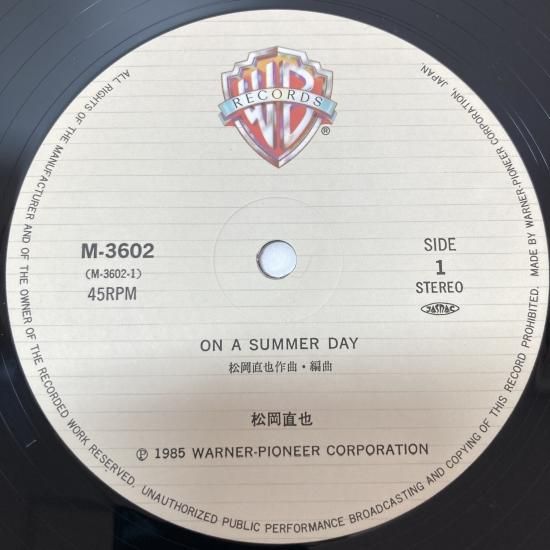 WB
RECORDS
®
M-3602
(M-3602-1)
45RPM
SIDE
1
STEREO
JASRAC
ON A SUMMER DAY
松岡直也作曲・編曲
松岡直也
Ⓟ 1985 WARNER-PIONEER CORPORATION
ALL RIGHTS OF THE MANUFACTURER AND OF THE OWNER OF THE RECORDED WORK RESERVED. UNAUTHORIZED PUBLIC PERFORMANCE BROADCASTING AND COPYING OF THIS RECORD PROHIBITED. MADE BY WARNER-PIONEER CORPORATION, JAPAN.